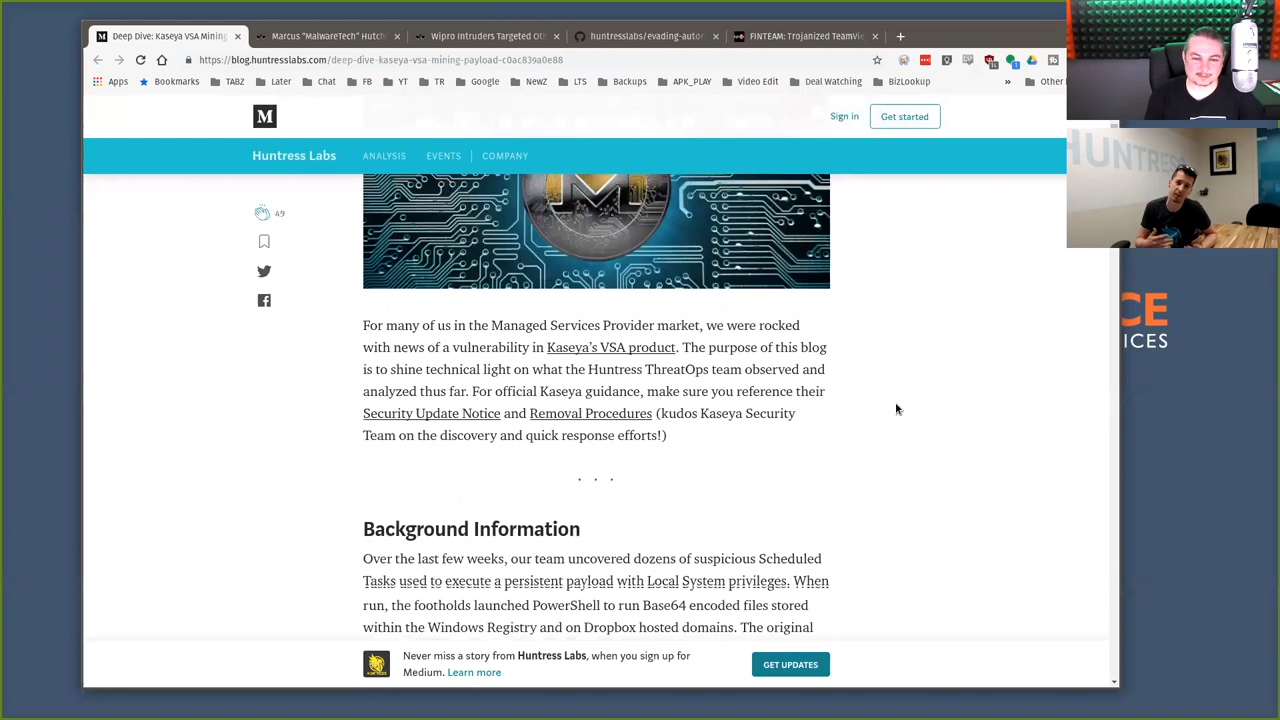 Deep Dive: Kaseya VSA Mining
Marcus "MalwareTech" Hutchi
Wipro Intruders Targeted Oth
huntresslabs/evading-autor
FINTEAM: Trojanized TeamVie
https://blog.huntresslabs.com/deep-dive-kaseya-vsa-mining-payload-c0ac839a0e88
Apps
Bookmarks
TABZ
Later
Chat
FB
YT
TR
Google
NewZ
LTS
Backups
APK_PLAY
Video Edit
Deal Watching
BizLookup
»
Other
M
Sign in
Get started
Huntress Labs
ANALYSIS
EVENTS
COMPANY
HUNTRESS
49
For many of us in the Managed Services Provider market, we were rocked
with news of a vulnerability in Kaseya's VSA product. The purpose of this blog
is to shine technical light on what the Huntress ThreatOps team observed and
analyzed thus far. For official Kaseya guidance, make sure you reference their
Security Update Notice and Removal Procedures (kudos Kaseya Security
Team on the discovery and quick response efforts!)
. . .
CE
ICES
Background Information
Over the last few weeks, our team uncovered dozens of suspicious Scheduled
Tasks used to execute a persistent payload with Local System privileges. When
run, the footholds launched PowerShell to run Base64 encoded files stored
within the Windows Registry and on Dropbox hosted domains. The original
Never miss a story from Huntress Labs, when you sign up for
Medium. Learn more
GET UPDATES